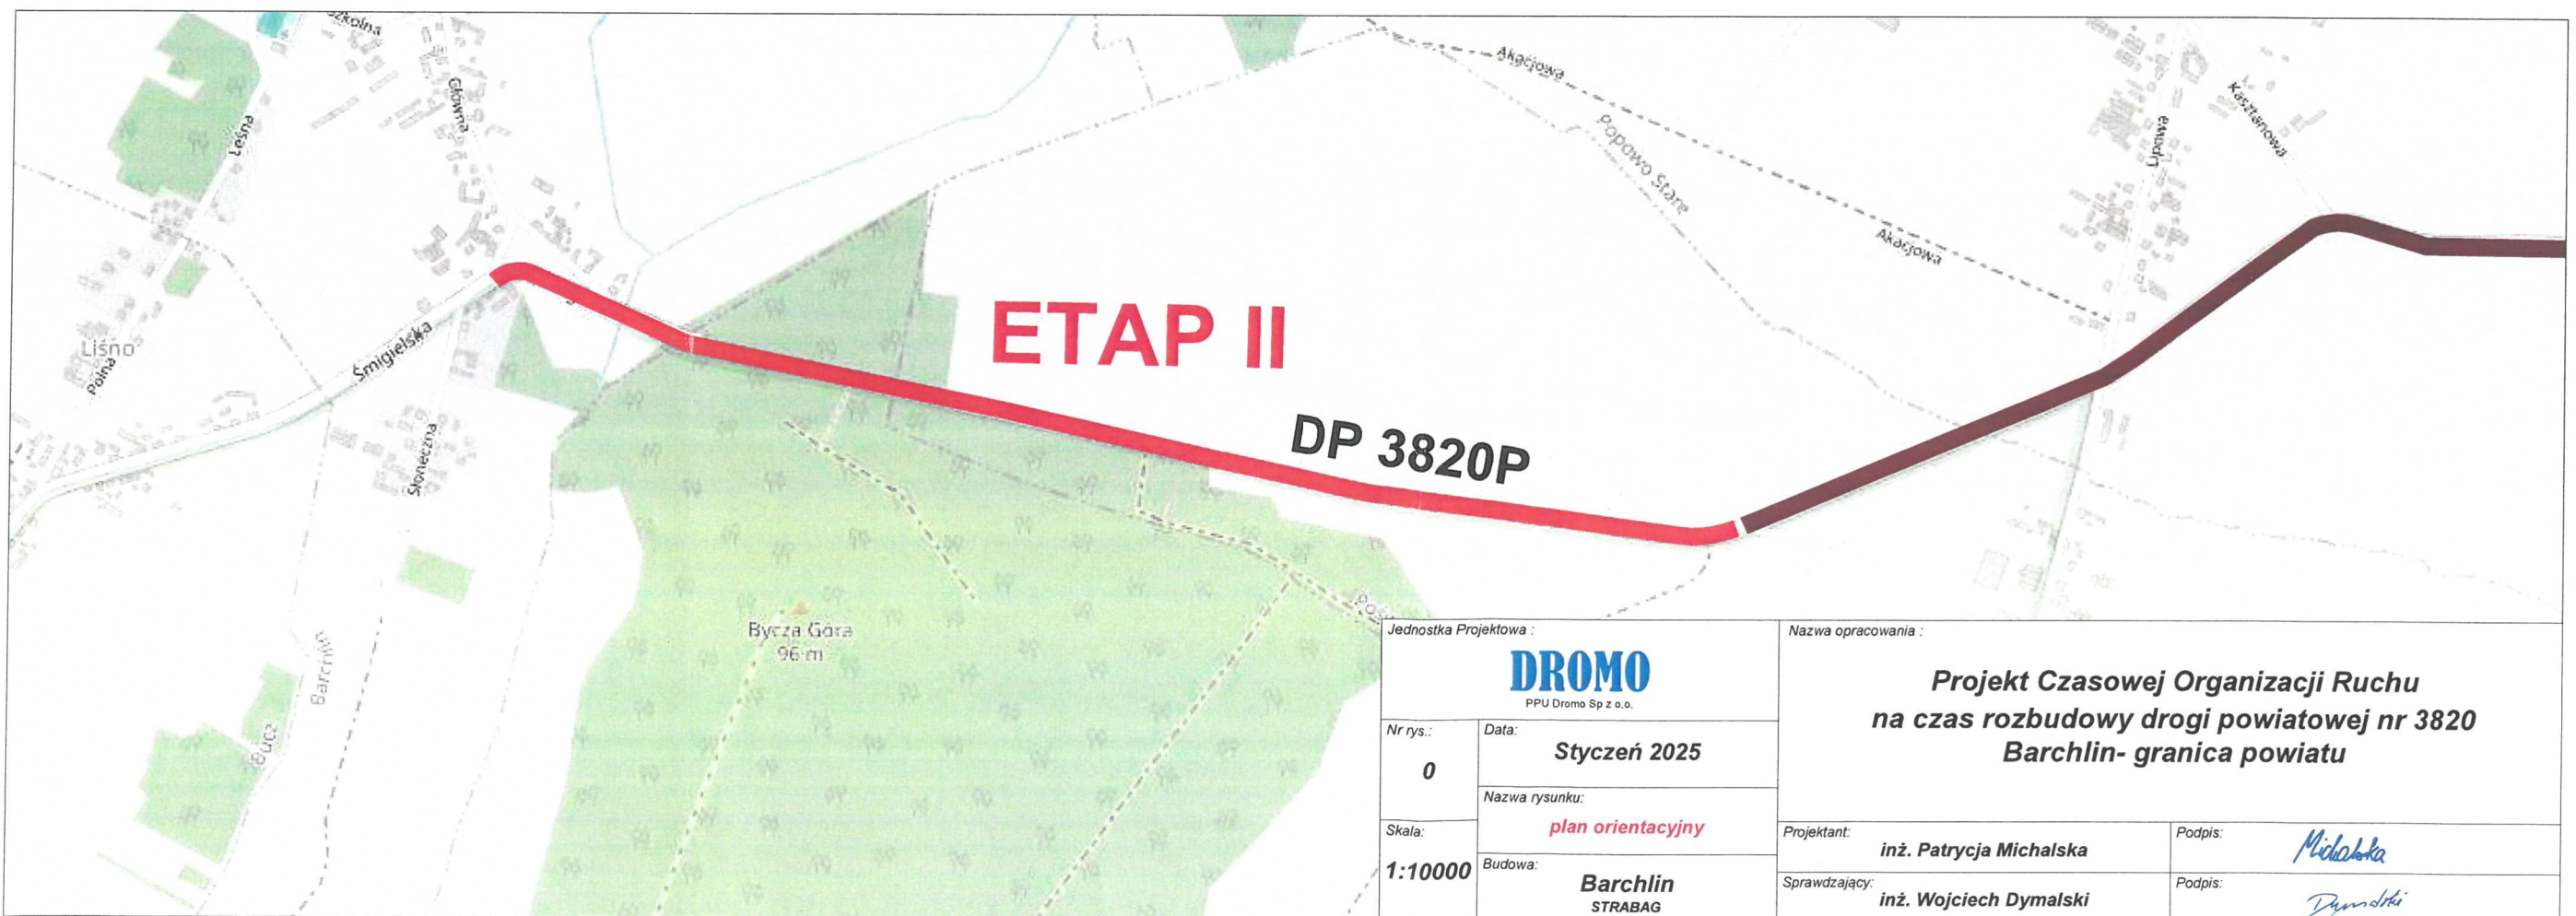 Szkolna
Główna
Leśna
Akacjowa
Popowo Stare
Akacjowa
Lipowa
Kasztanowa
Liśno
Polna
Śmigielska
Słoneczna
ETAP II
DP 3820P
Bycza Góra
96 m
Bucz
Jednostka Projektowa :
DROMO
PPU Dromo Sp z o.o.
Nazwa opracowania :
Projekt Czasowej Organizacji Ruchu
na czas rozbudowy drogi powiatowej nr 3820
Barchlin- granica powiatu
Nr rys.:
0
Data:
Styczeń 2025
Nazwa rysunku:
plan orientacyjny
Skala:
1:10000
Budowa:
Barchlin
STRABAG
Projektant:
inż. Patrycja Michalska
Podpis:
Michalska
Sprawdzający:
inż. Wojciech Dymalski
Podpis:
Dymalski